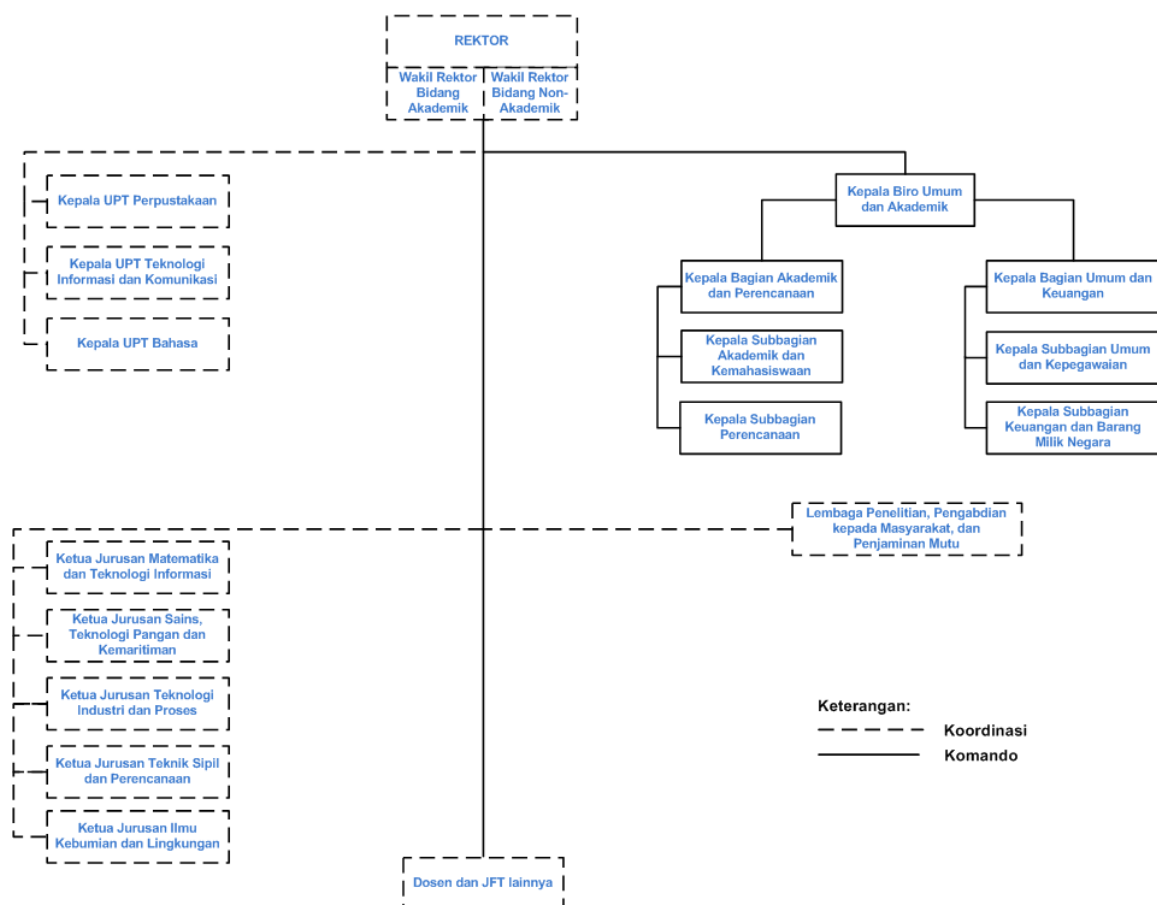 REKTOR
Wakil Rektor
Bidang
Akademik
Wakil Rektor
Bidang Non-
Akademik
Kepala UPT Perpustakaan
Kepala UPT Teknologi
Informasi dan Komunikasi
Kepala UPT Bahasa
Kepala Biro Umum
dan Akademik
Kepala Bagian Akademik
dan Perencanaan
Kepala Subbagian
Akademik dan
Kemahasiswaan
Kepala Subbagian
Perencanaan
Kepala Bagian Umum dan
Keuangan
Kepala Subbagian Umum
dan Kepegawaian
Kepala Subbagian
Keuangan dan Barang
Milik Negara
Lembaga Penelitian, Pengabdian
kepada Masyarakat, dan
Penjaminan Mutu
Ketua Jurusan Matematika
dan Teknologi Informasi
Ketua Jurusan Sains,
Teknologi Pangan dan
Kemaritiman
Ketua Jurusan Teknologi
Industri dan Proses
Ketua Jurusan Teknik Sipil
dan Perencanaan
Ketua Jurusan Ilmu
Kebumian dan Lingkungan
Keterangan:
Koordinasi
Komando
Dosen dan JFT lainnya